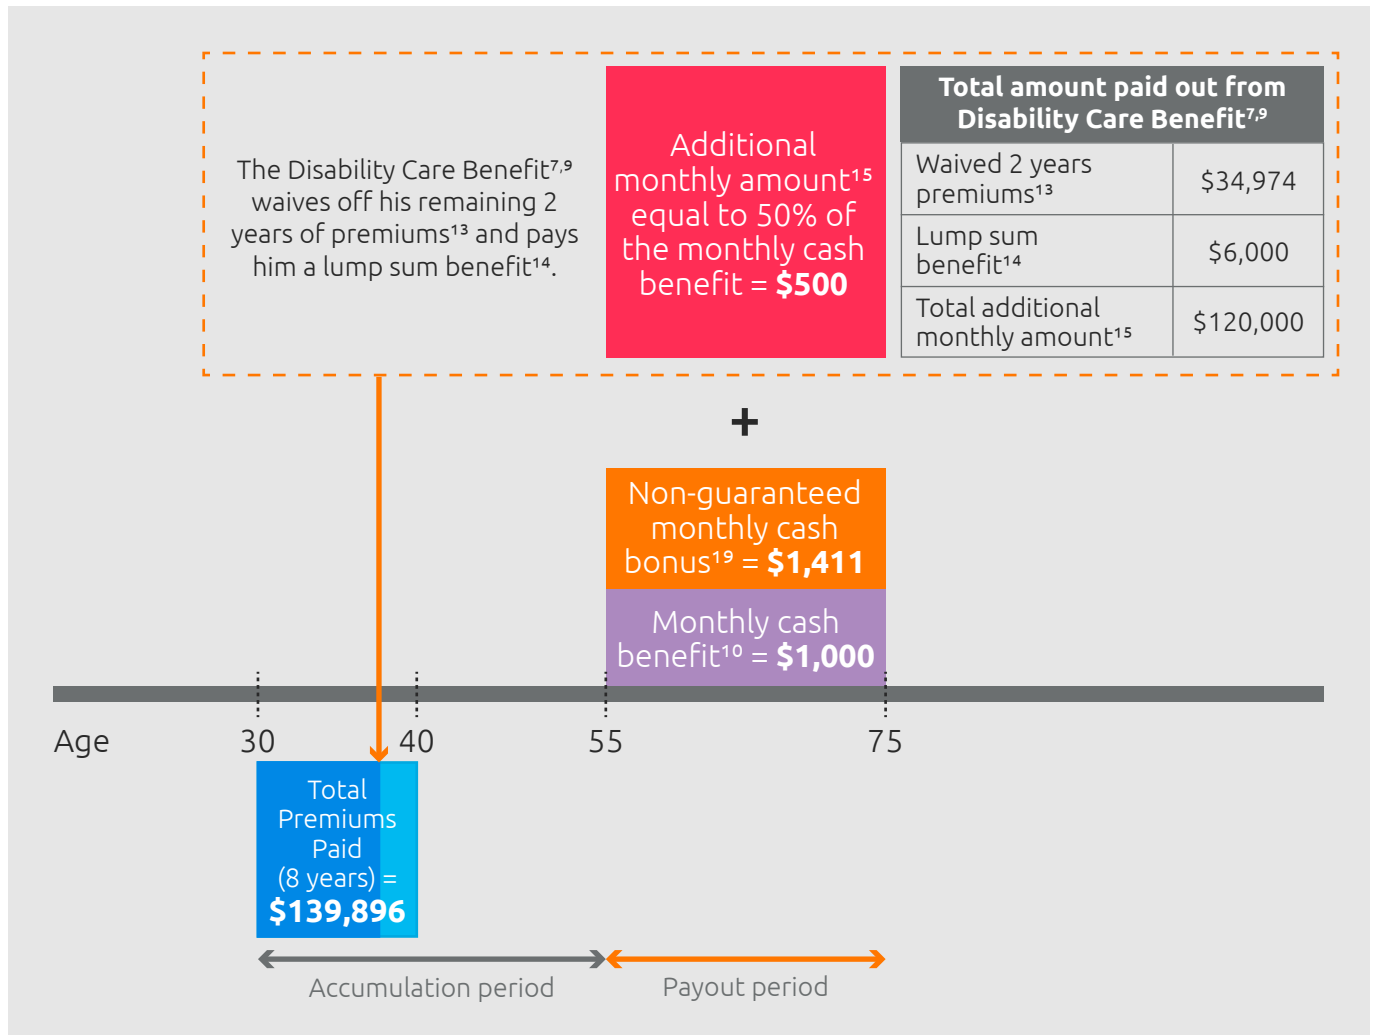 The Disability Care Benefit⁷,⁹
waives off his remaining 2
years of premiums¹³ and pays
him a lump sum benefit¹⁴.
Additional
monthly amount¹⁵
equal to 50% of
the monthly cash
benefit = $500
Total amount paid out from
Disability Care Benefit⁷,⁹
Waived 2 years
premiums¹³
$34,974
Lump sum
benefit¹⁴
$6,000
Total additional
monthly amount¹⁵
$120,000
+
Non-guaranteed
monthly cash
bonus¹⁹ = $1,411
Monthly cash
benefit¹⁰ = $1,000
Age 30 40 55 75
Total
Premiums
Paid
(8 years) =
$139,896
Accumulation period
Payout period